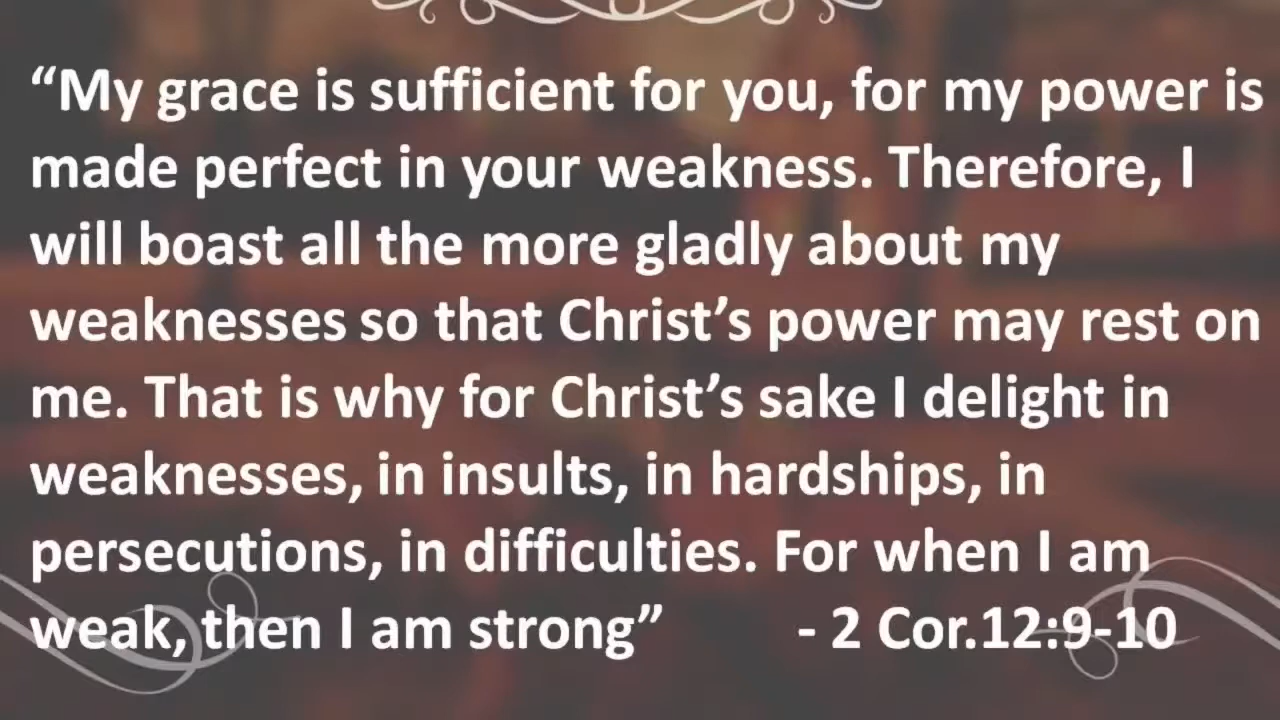 “My grace is sufficient for you, for my power is
made perfect in your weakness. Therefore, I
will boast all the more gladly about my
weaknesses so that Christ’s power may rest on
me. That is why for Christ’s sake I delight in
weaknesses, in insults, in hardships, in
persecutions, in difficulties. For when I am
weak, then I am strong” - 2 Cor.12:9-10